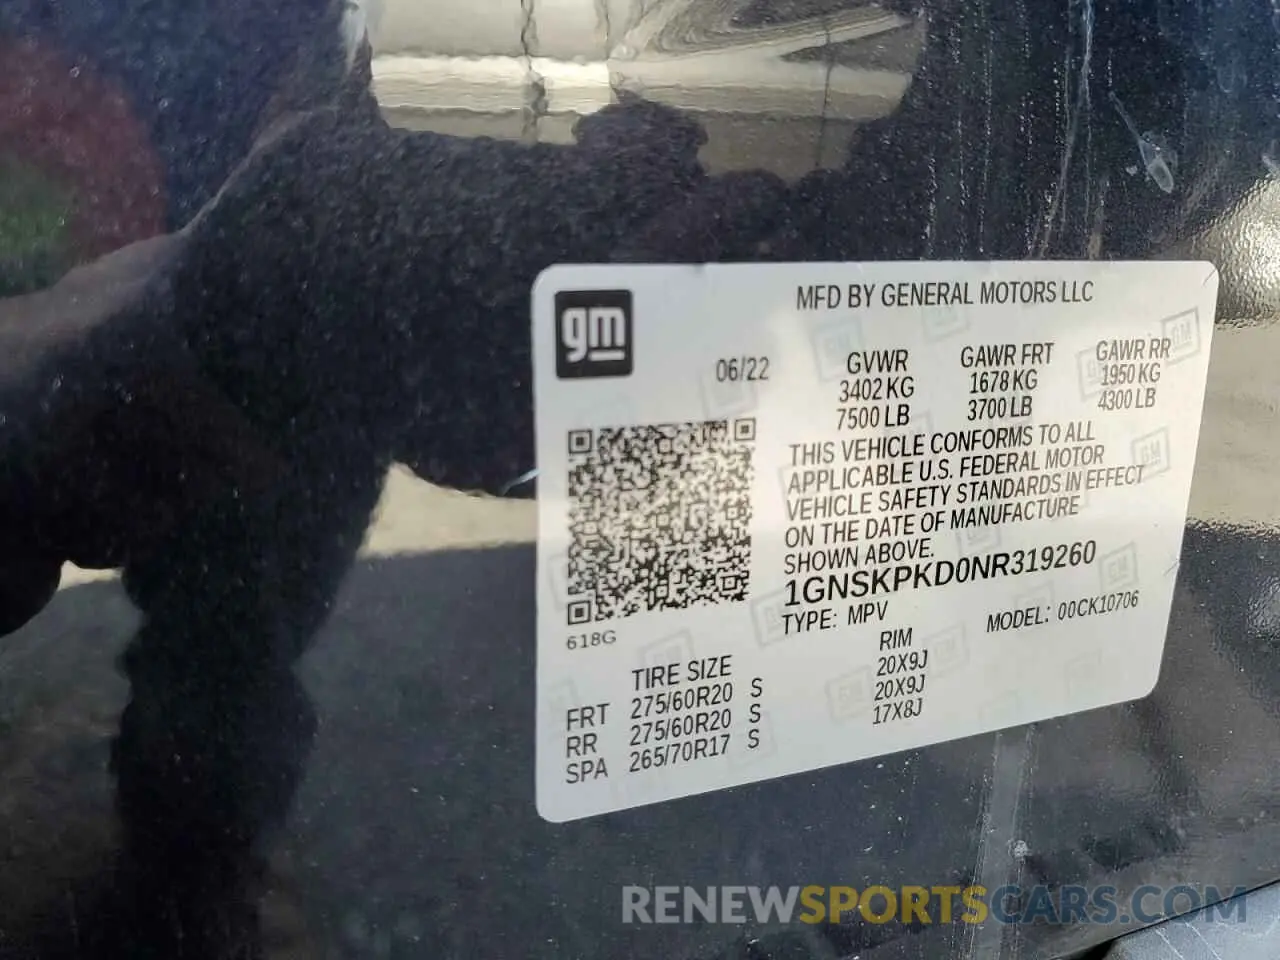 gm
MFD BY GENERAL MOTORS LLC
06/22
GVWR GAWR FRT GAWR RR
3402 KG 1678 KG 1950 KG
7500 LB 3700 LB 4300 LB
THIS VEHICLE CONFORMS TO ALL
APPLICABLE U.S. FEDERAL MOTOR
VEHICLE SAFETY STANDARDS IN EFFECT
ON THE DATE OF MANUFACTURE
SHOWN ABOVE.
1GNSKPKD0NR319260
TYPE: MPV MODEL: 00CK10706
618G
TIRE SIZE RIM
FRT 275/60R20 S 20X9J
RR 275/60R20 S 20X9J
SPA 265/70R17 S 17X8J
RENEWSPORTSCARS.COM